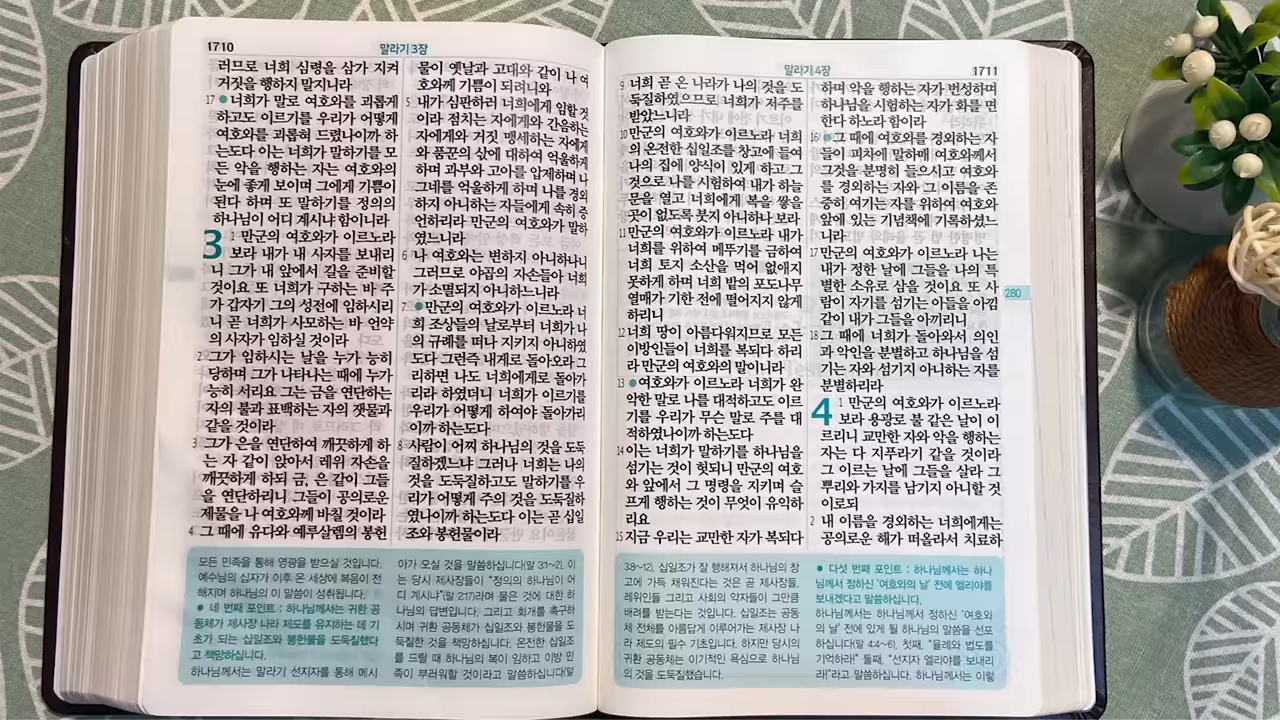 1710
말라기 3장
러므로 너희 심령을 삼가 지켜
거짓을 행하지 말지니라
17 ● 너희가 말로 여호와를 괴롭게
하고도 이르기를 우리가 어떻게
여호와를 괴롭혀 드렸나이까 하
는도다 이는 너희가 말하기를 모
든 악을 행하는 자는 여호와의
눈에 좋게 보이며 그에게 기쁨이
된다 하며 또 말하기를 정의의
하나님이 어디 계시냐 함이니라
3 1 만군의 여호와가 이르노라
보라 내가 내 사자를 보내리
니 그가 내 앞에서 길을 준비할
것이요 또 너희가 구하는 바 주
가 갑자기 그의 성전에 임하시리
니 곧 너희가 사모하는 바 언약
의 사자가 임하실 것이라
2 그가 임하시는 날을 누가 능히
당하며 그가 나타나는 때에 누가
능히 서리요 그는 금을 연단하는
자의 불과 표백하는 자의 잿물과
같을 것이라
3 그가 은을 연단하여 깨끗하게 하
는 자 같이 앉아서 레위 자손을
깨끗하게 하되 금, 은 같이 그들
을 연단하리니 그들이 공의로운
제물을 나 여호와께 바칠 것이라
4 그 때에 유다와 예루살렘의 봉헌
물이 옛날과 고대와 같이 나 여
호와께 기쁨이 되려니와
5 내가 심판하러 너희에게 임할 것
이라 점치는 자에게와 간음하는
자에게와 거짓 맹세하는 자에게
와 품꾼의 삯에 대하여 억울하게
하며 과부와 고아를 압제하며 나
그네를 억울하게 하며 나를 경외
하지 아니하는 자들에게 속히 증
언하리라 만군의 여호와가 말하
였느니라
6 나 여호와는 변하지 아니하나니
그러므로 야곱의 자손들아 너희
가 소멸되지 아니하느니라
7 ● 만군의 여호와가 이르노라 너
희 조상들의 날로부터 너희가 나
의 규례를 떠나 지키지 아니하였
도다 그런즉 내게로 돌아오라 그
리하면 나도 너희에게로 돌아가
리라 하였더니 너희가 이르기를
우리가 어떻게 하여야 돌아가리
이까 하는도다
8 사람이 어찌 하나님의 것을 도둑
질하겠느냐 그러나 너희는 나의
것을 도둑질하고도 말하기를 우
리가 어떻게 주의 것을 도둑질하
였나이까 하는도다 이는 곧 십일
조와 봉헌물이라
모든 민족을 통해 영광을 받으실 것입니다.
예수님의 십자가 이후 온 세상에 복음이 전
해지며 하나님의 이 말씀이 성취됩니다.
● 네 번째 포인트 : 하나님께서는 귀환 공
동체가 제사장 나라 제도를 유지하는 데 기
초가 되는 십일조와 봉헌물을 도둑질했다
고 책망하십니다.
하나님께서는 말라기 선지자를 통해 메시
아가 오실 것을 말씀하십니다(말 3:1~2). 이
는 당시 제사장들이 “정의의 하나님이 어
디 계시냐”(말 2:17)라며 물은 것에 대한 하
나님의 답변입니다. 그리고 회개를 촉구하
시며 귀환 공동체가 십일조와 봉헌물을 도
둑질한 것을 책망하십니다. 온전한 십일조
를 드릴 때 하나님의 복이 임하고 이방 민
족이 부러워할 것이라고 말씀하십니다(말
말라기 4장
1711
9 너희 곧 온 나라가 나의 것을 도
둑질하였으므로 너희가 저주를
받았느니라
10 만군의 여호와가 이르노라 너희
의 온전한 십일조를 창고에 들여
나의 집에 양식이 있게 하고 그
것으로 나를 시험하여 내가 하늘
문을 열고 너희에게 복을 쌓을
곳이 없도록 붓지 아니하나 보라
11 만군의 여호와가 이르노라 내가
너희를 위하여 메뚜기를 금하여
너희 토지 소산을 먹어 없애지
못하게 하며 너희 밭의 포도나무
열매가 기한 전에 떨어지지 않게
하리니
12 너희 땅이 아름다워지므로 모든
이방인들이 너희를 복되다 하리
라 만군의 여호와의 말이니라
13 ● 여호와가 이르노라 너희가 완
악한 말로 나를 대적하고도 이르
기를 우리가 무슨 말로 주를 대
적하였나이까 하는도다
14 이는 너희가 말하기를 하나님을
섬기는 것이 헛되니 만군의 여호
와 앞에서 그 명령을 지키며 슬
프게 행하는 것이 무엇이 유익하
리요
15 지금 우리는 교만한 자가 복되다
하며 악을 행하는 자가 번성하며
하나님을 시험하는 자가 화를 면
한다 하노라 함이라
16 ● 그 때에 여호와를 경외하는 자
들이 피차에 말하매 여호와께서
그것을 분명히 들으시고 여호와
를 경외하는 자와 그 이름을 존
중히 여기는 자를 위하여 여호와
앞에 있는 기념책에 기록하셨느
니라
17 만군의 여호와가 이르노라 나는
내가 정한 날에 그들을 나의 특
별한 소유로 삼을 것이요 또 사
람이 자기를 섬기는 아들을 아낌
같이 내가 그들을 아끼리니
18 그 때에 너희가 돌아와서 의인
과 악인을 분별하고 하나님을 섬
기는 자와 섬기지 아니하는 자를
분별하리라
4 1 만군의 여호와가 이르노라
보라 용광로 불 같은 날이 이
르리니 교만한 자와 악을 행하는
자는 다 지푸라기 같을 것이라
그 이르는 날에 그들을 살라 그
뿌리와 가지를 남기지 아니할 것
이로되
2 내 이름을 경외하는 너희에게는
공의로운 해가 떠올라서 치료하
280
3:8~12). 십일조가 잘 행해져서 하나님의 창
고에 가득 채워진다는 것은 곧 제사장들,
레위인들 그리고 사회의 약자들이 그만큼
배려를 받는다는 것입니다. 십일조는 공동
체 전체를 아름답게 이루어가는 제사장 나
라 제도의 필수 기초입니다. 하지만 당시의
귀환 공동체는 이기적인 욕심으로 하나님
의 것을 도둑질했습니다.
● 다섯 번째 포인트 : 하나님께서는 하나
님께서 정하신 ‘여호와의 날’ 전에 엘리야를
보내겠다고 말씀하십니다.
하나님께서는 하나님께서 정하신 ‘여호와
의 날’ 전에 있게 될 하나님의 말씀을 선포
하십니다(말 4:4~6). 첫째, “율례와 법도를
기억하라!” 둘째, “선지자 엘리야를 보내리
라!”라고 말씀하십니다. 하나님께서는 이렇